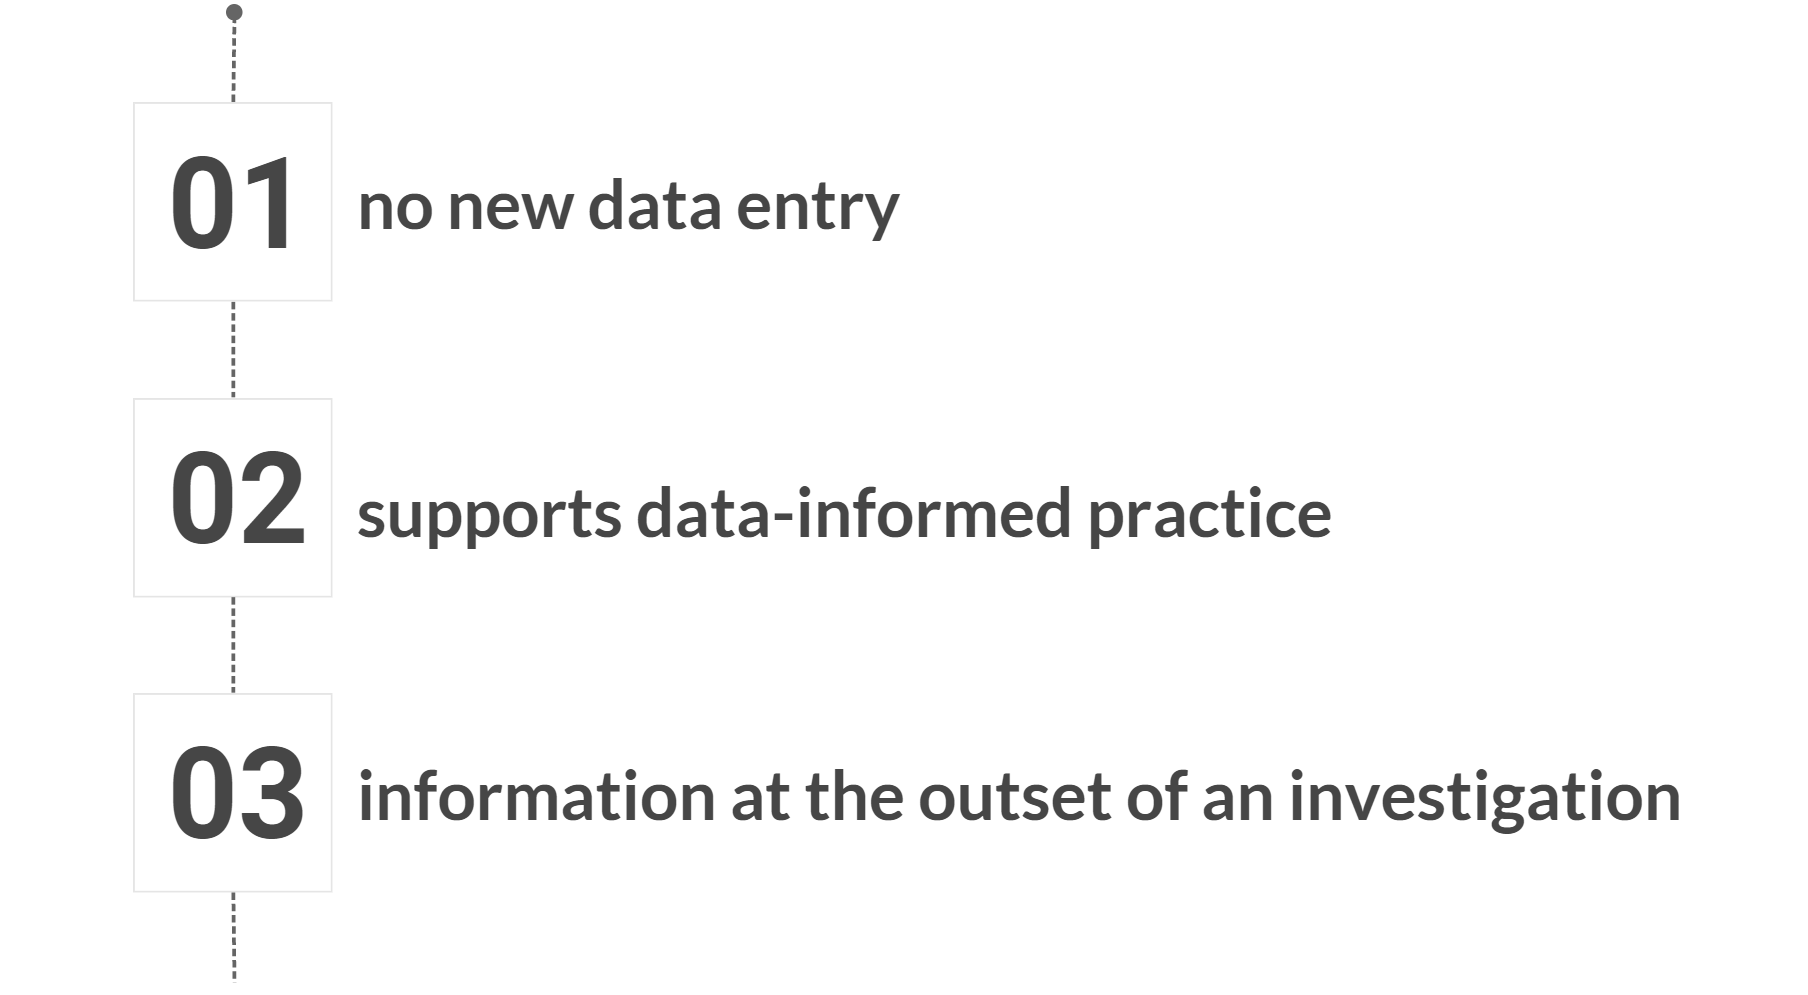 01
no new data entry
02
supports data-informed practice
03
information at the outset of an investigation